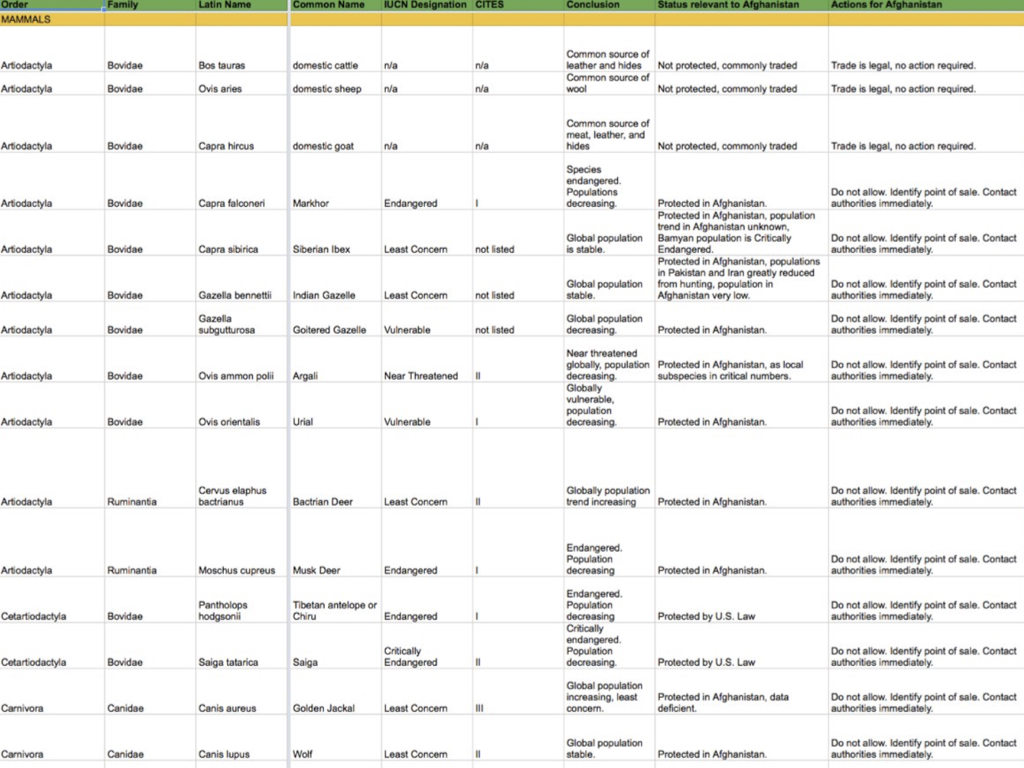 Order Family Latin Name Common Name IUCN Designation CITES Conclusion Status relevant to Afghanistan Actions for Afghanistan
MAMMALS
Artiodactyla Bovidae Bos tauras domestic cattle n/a n/a Common source of leather and hides Not protected, commonly traded Trade is legal, no action required.
Artiodactyla Bovidae Ovis aries domestic sheep n/a n/a Common source of wool Not protected, commonly traded Trade is legal, no action required.
Artiodactyla Bovidae Capra hircus domestic goat n/a n/a Common source of meat, leather, and hides Not protected, commonly traded Trade is legal, no action required.
Artiodactyla Bovidae Capra falconeri Markhor Endangered I Species endangered. Populations decreasing. Protected in Afghanistan. Do not allow. Identify point of sale. Contact authorities immediately.
Artiodactyla Bovidae Capra sibirica Siberian Ibex Least Concern not listed Global population is stable. Protected in Afghanistan, population trend in Afghanistan unknown, Bamyan population is Critically Endangered. Do not allow. Identify point of sale. Contact authorities immediately.
Artiodactyla Bovidae Gazella bennettii Indian Gazelle Least Concern not listed Global population stable. Protected in Afghanistan, populations in Pakistan and Iran greatly reduced from hunting, population in Afghanistan very low. Do not allow. Identify point of sale. Contact authorities immediately.
Artiodactyla Bovidae Gazella subgutturosa Goitered Gazelle Vulnerable not listed Global population decreasing. Protected in Afghanistan. Do not allow. Identify point of sale. Contact authorities immediately.
Artiodactyla Bovidae Ovis ammon polii Argali Near Threatened II Near threatened globally, population decreasing. Protected in Afghanistan, as local subspecies in critical numbers. Do not allow. Identify point of sale. Contact authorities immediately.
Artiodactyla Bovidae Ovis orientalis Urial Vulnerable I Globally vulnerable, population decreasing. Protected in Afghanistan. Do not allow. Identify point of sale. Contact authorities immediately.
Artiodactyla Ruminantia Cervus elaphus bactrianus Bactrian Deer Least Concern II Globally population trend increasing Protected in Afghanistan. Do not allow. Identify point of sale. Contact authorities immediately.
Artiodactyla Ruminantia Moschus cupreus Musk Deer Endangered I Endangered. Population decreasing Protected in Afghanistan. Do not allow. Identify point of sale. Contact authorities immediately.
Cetartiodactyla Bovidae Pantholops hodgsonii Tibetan antelope or Chiru Endangered I Endangered. Population decreasing Protected by U.S. Law Do not allow. Identify point of sale. Contact authorities immediately.
Cetartiodactyla Bovidae Saiga tatarica Saiga Critically Endangered II Critically endangered. Population decreasing. Protected by U.S. Law Do not allow. Identify point of sale. Contact authorities immediately.
Carnivora Canidae Canis aureus Golden Jackal Least Concern III Global population increasing, least concern. Protected in Afghanistan, data deficient. Do not allow. Identify point of sale. Contact authorities immediately.
Carnivora Canidae Canis lupus Wolf Least Concern II Global population stable. Protected in Afghanistan. Do not allow. Identify point of sale. Contact authorities immediately.